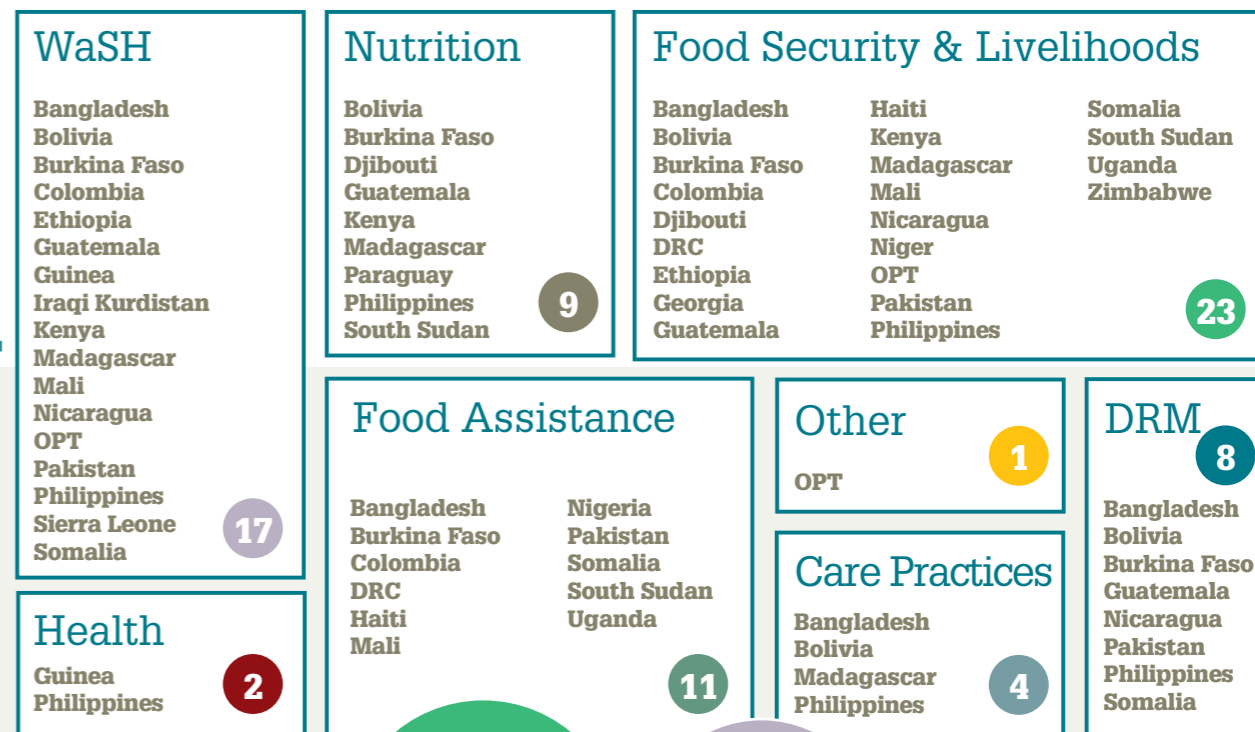 WaSH
Bangladesh
Bolivia
Burkina Faso
Colombia
Ethiopia
Guatemala
Guinea
Iraqi Kurdistan
Kenya
Madagascar
Mali
Nicaragua
OPT
Pakistan
Philippines
Sierra Leone
Somalia
17
Nutrition
Bolivia
Burkina Faso
Djibouti
Guatemala
Kenya
Madagascar
Paraguay
Philippines
South Sudan
9
Food Security & Livelihoods
Bangladesh
Bolivia
Burkina Faso
Colombia
Djibouti
DRC
Ethiopia
Georgia
Guatemala
Haiti
Kenya
Madagascar
Mali
Nicaragua
Niger
OPT
Pakistan
Philippines
Somalia
South Sudan
Uganda
Zimbabwe
23
Health
Guinea
Philippines
2
Food Assistance
Bangladesh
Burkina Faso
Colombia
DRC
Haiti
Mali
Nigeria
Pakistan
Somalia
South Sudan
Uganda
11
Other
OPT
1
Care Practices
Bangladesh
Bolivia
Madagascar
Philippines
4
DRM
8
Bangladesh
Bolivia
Burkina Faso
Guatemala
Nicaragua
Pakistan
Philippines
Somalia